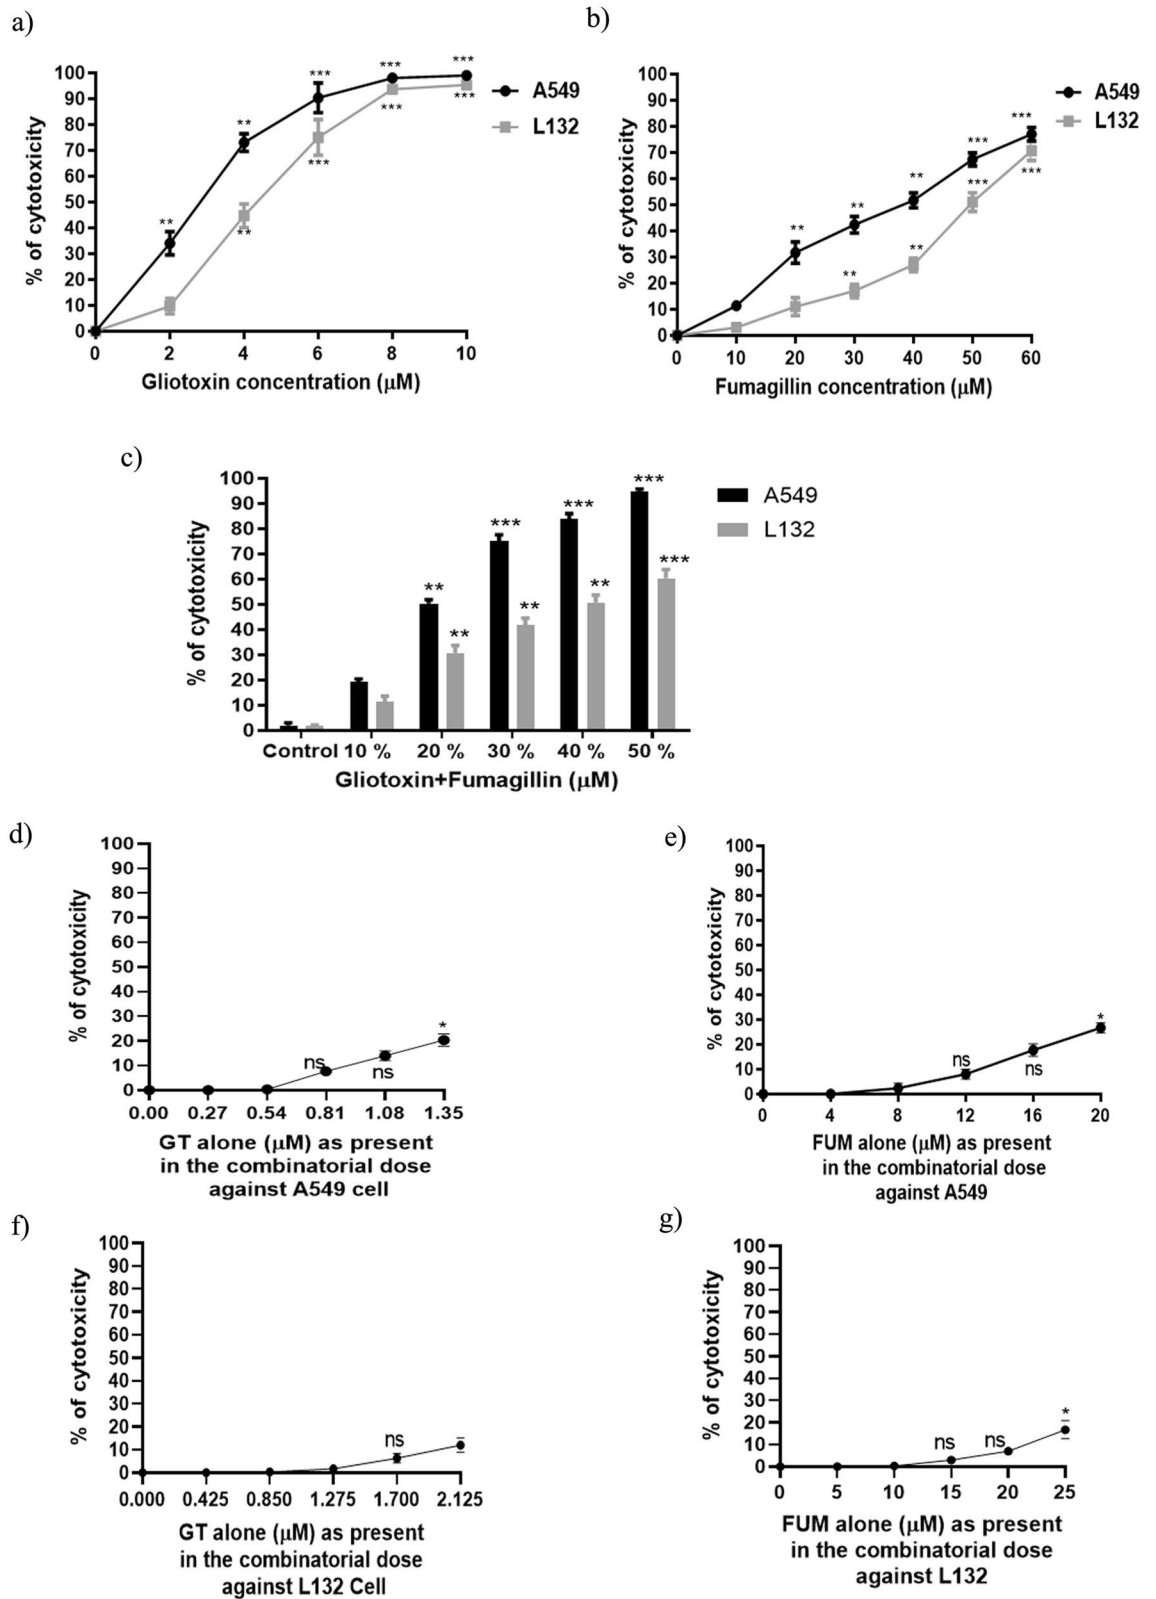 a)
% of cytotoxicity
100
90
80
70
60
50
40
30
20
10
0
** ** *** *** ***
** *** *** ***
A549
L132
0 2 4 6 8 10
Gliotoxin concentration (μM)
b)
% of cytotoxicity
100
90
80
70
60
50
40
30
20
10
0
** ** ** *** ***
** ** *** ***
A549
L132
0 10 20 30 40 50 60
Fumagillin concentration (μM)
c)
% of cytotoxicity
100
90
80
70
60
50
40
30
20
10
0
** *** *** ***
** ** ** ***
A549
L132
Control 10 % 20 % 30 % 40 % 50 %
Gliotoxin+Fumagillin (μM)
d)
% of cytotoxicity
100
90
80
70
60
50
40
30
20
10
0
ns ns *
0.00 0.27 0.54 0.81 1.08 1.35
GT alone (μM) as present
in the combinatorial dose
against A549 cell
e)
% of cytotoxicity
100
90
80
70
60
50
40
30
20
10
0
ns ns *
0 4 8 12 16 20
FUM alone (μM) as present
in the combinatorial dose
against A549
f)
% of cytotoxicity
100
90
80
70
60
50
40
30
20
10
0
ns
0.000 0.425 0.850 1.275 1.700 2.125
GT alone (μM) as present
in the combinatorial dose
against L132 Cell
g)
% of cytotoxicity
100
90
80
70
60
50
40
30
20
10
0
ns ns *
0 5 10 15 20 25
FUM alone (μM) as present
in the combinatorial dose
against L132